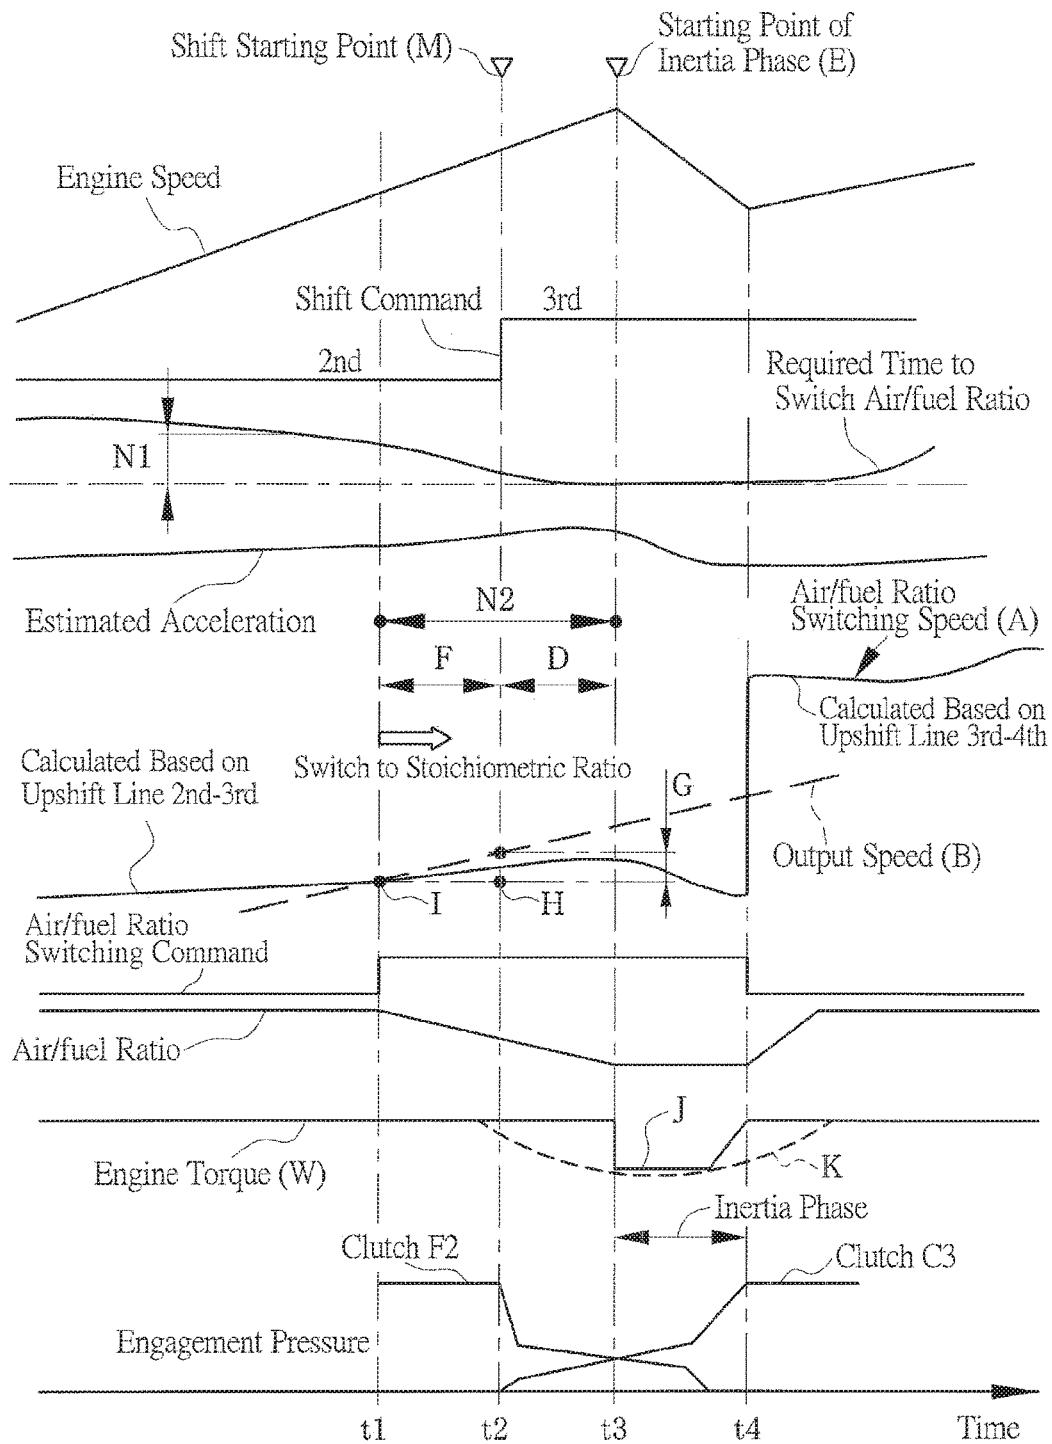 Shift Starting Point (M)
Starting Point of
Inertia Phase (E)
Engine Speed
Shift Command
3rd
2nd
Required Time to
Switch Air/fuel Ratio
N1
Estimated Acceleration
N2
Air/fuel Ratio
Switching Speed (A)
F
D
Calculated Based on
Upshift Line 3rd-4th
Calculated Based on
Upshift Line 2nd-3rd
Switch to Stoichiometric Ratio
G
Output Speed (B)
I
H
Air/fuel Ratio
Switching Command
Air/fuel Ratio
J
Engine Torque (W)
K
Inertia Phase
Clutch F2
Clutch C3
Engagement Pressure
t1
t2
t3
t4
Time